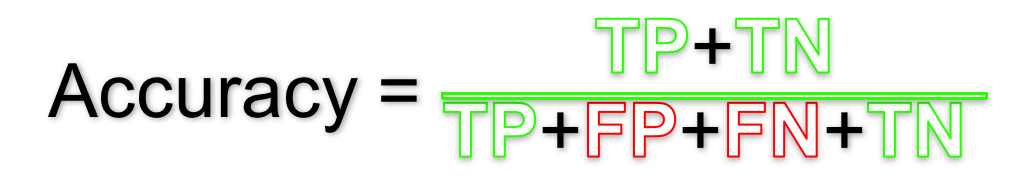 TP+TN
Accuracy =
TP+FP+FN+TN